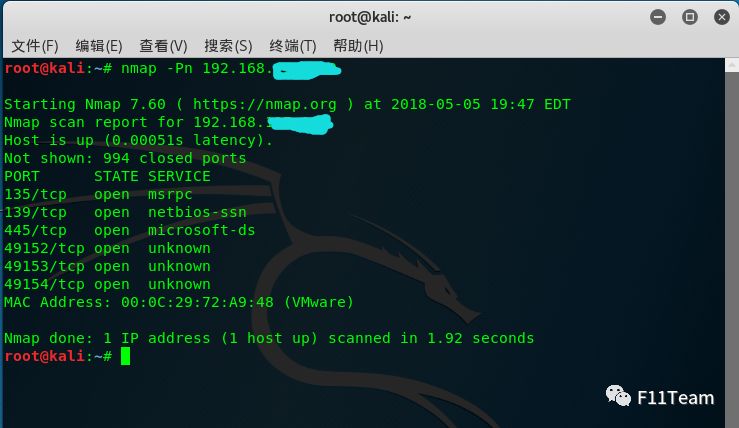 root@kali: ~
文件(F) 编辑(E) 查看(V) 搜索(S) 终端(T) 帮助(H)
root@kali:~# nmap -Pn 192.168.
Starting Nmap 7.60 ( https://nmap.org ) at 2018-05-05 19:47 EDT
Nmap scan report for 192.168.
Host is up (0.00051s latency).
Not shown: 994 closed ports
PORT      STATE SERVICE
135/tcp   open  msrpc
139/tcp   open  netbios-ssn
445/tcp   open  microsoft-ds
49152/tcp open  unknown
49153/tcp open  unknown
49154/tcp open  unknown
MAC Address: 00:0C:29:72:A9:48 (VMware)
Nmap done: 1 IP address (1 host up) scanned in 1.92 seconds
root@kali:~#
F11Team